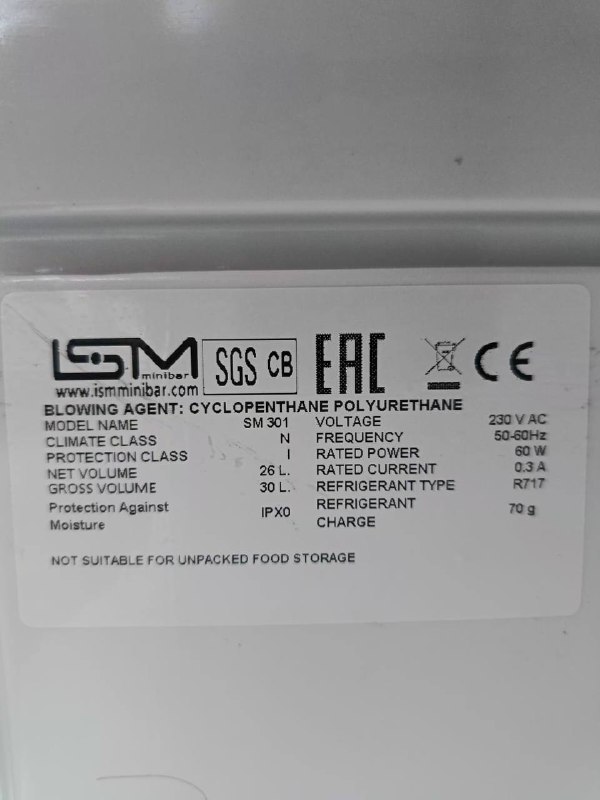 ISM
minibar
www.ismminibar.com
SGS CB
EAC
CE
BLOWING AGENT: CYCLOPENTHANE POLYURETHANE
MODEL NAME SM 301
CLIMATE CLASS N
PROTECTION CLASS I
NET VOLUME 26 L.
GROSS VOLUME 30 L.
Protection Against
Moisture IPX0
VOLTAGE 230 V AC
FREQUENCY 50-60Hz
RATED POWER 60 W
RATED CURRENT 0.3 A
REFRIGERANT TYPE R717
REFRIGERANT
CHARGE 70 g
NOT SUITABLE FOR UNPACKED FOOD STORAGE